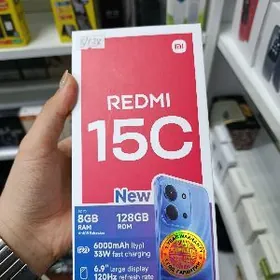 REDMI
15C
New
8GB
128GB
RAM
ROM
6000mAh (typ)
33W fast charging
6.9" large display
120Hz refresh rate